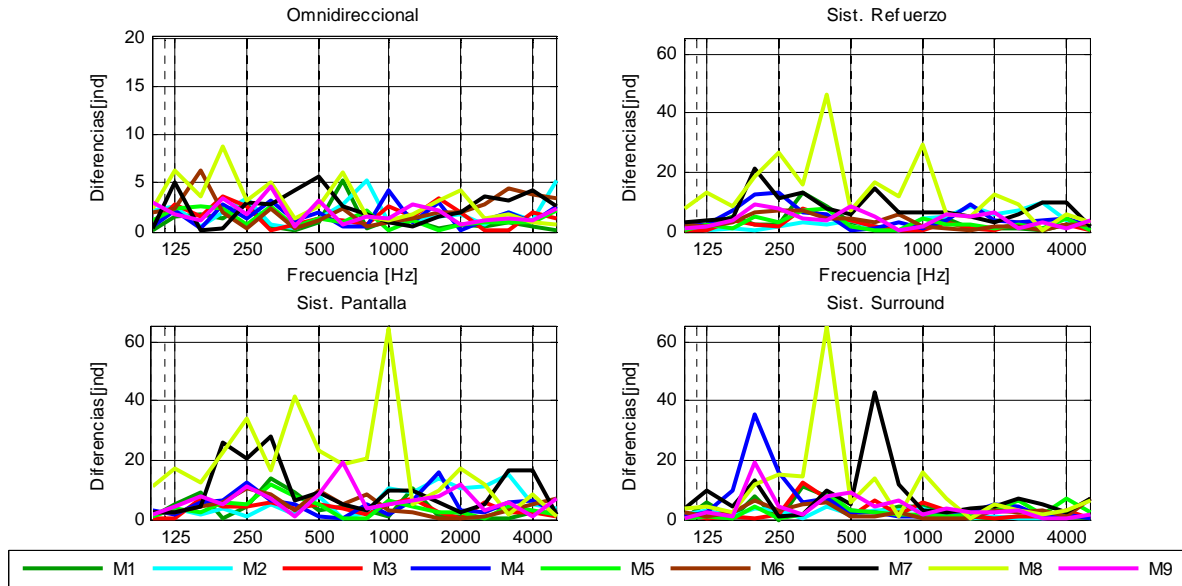 Omnidireccional
Sist. Refuerzo
Diferencias[jnd]
20
15
10
5
0
125 250 500 1000 2000 4000
Frecuencia [Hz]
Diferencias[jnd]
60
40
20
0
125 250 500 1000 2000 4000
Frecuencia [Hz]
Sist. Pantalla
Sist. Surround
Diferencias[jnd]
60
40
20
0
125 250 500 1000 2000 4000
Diferencias[jnd]
60
40
20
0
125 250 500 1000 2000 4000
M1 M2 M3 M4 M5 M6 M7 M8 M9